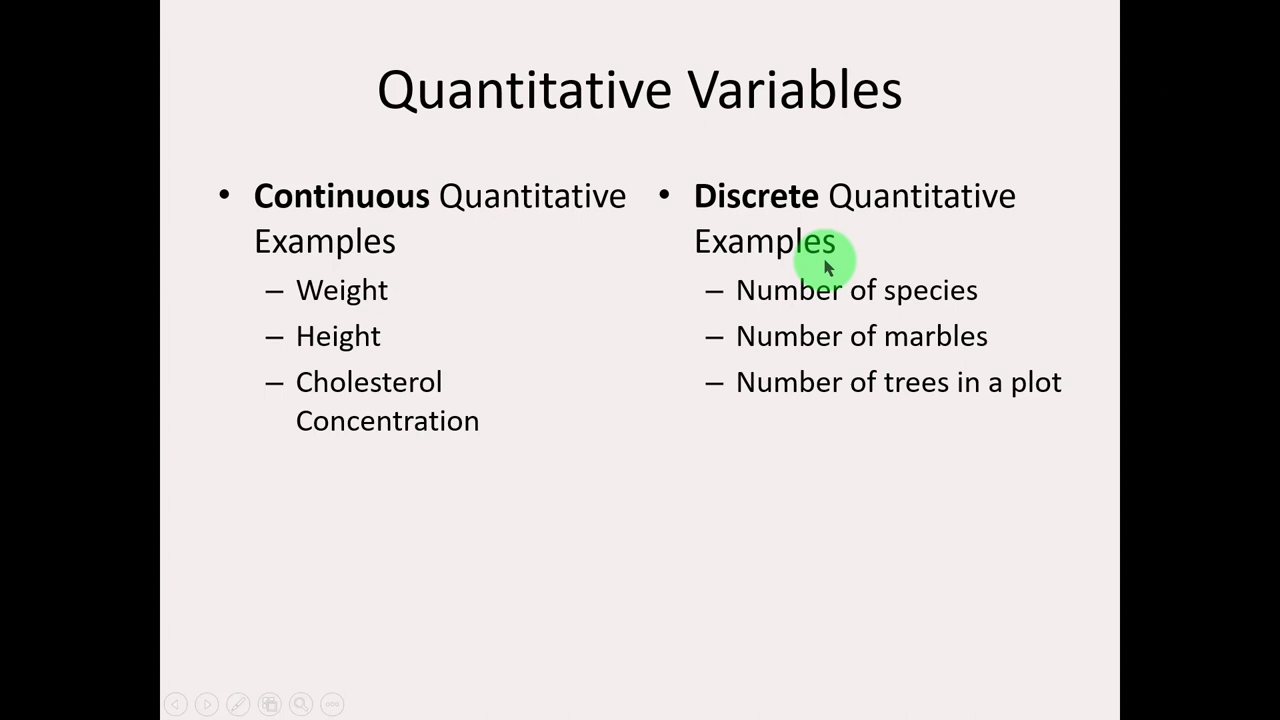 Quantitative Variables
• Continuous Quantitative
Examples
– Weight
– Height
– Cholesterol
Concentration
• Discrete Quantitative
Examples
– Number of species
– Number of marbles
– Number of trees in a plot